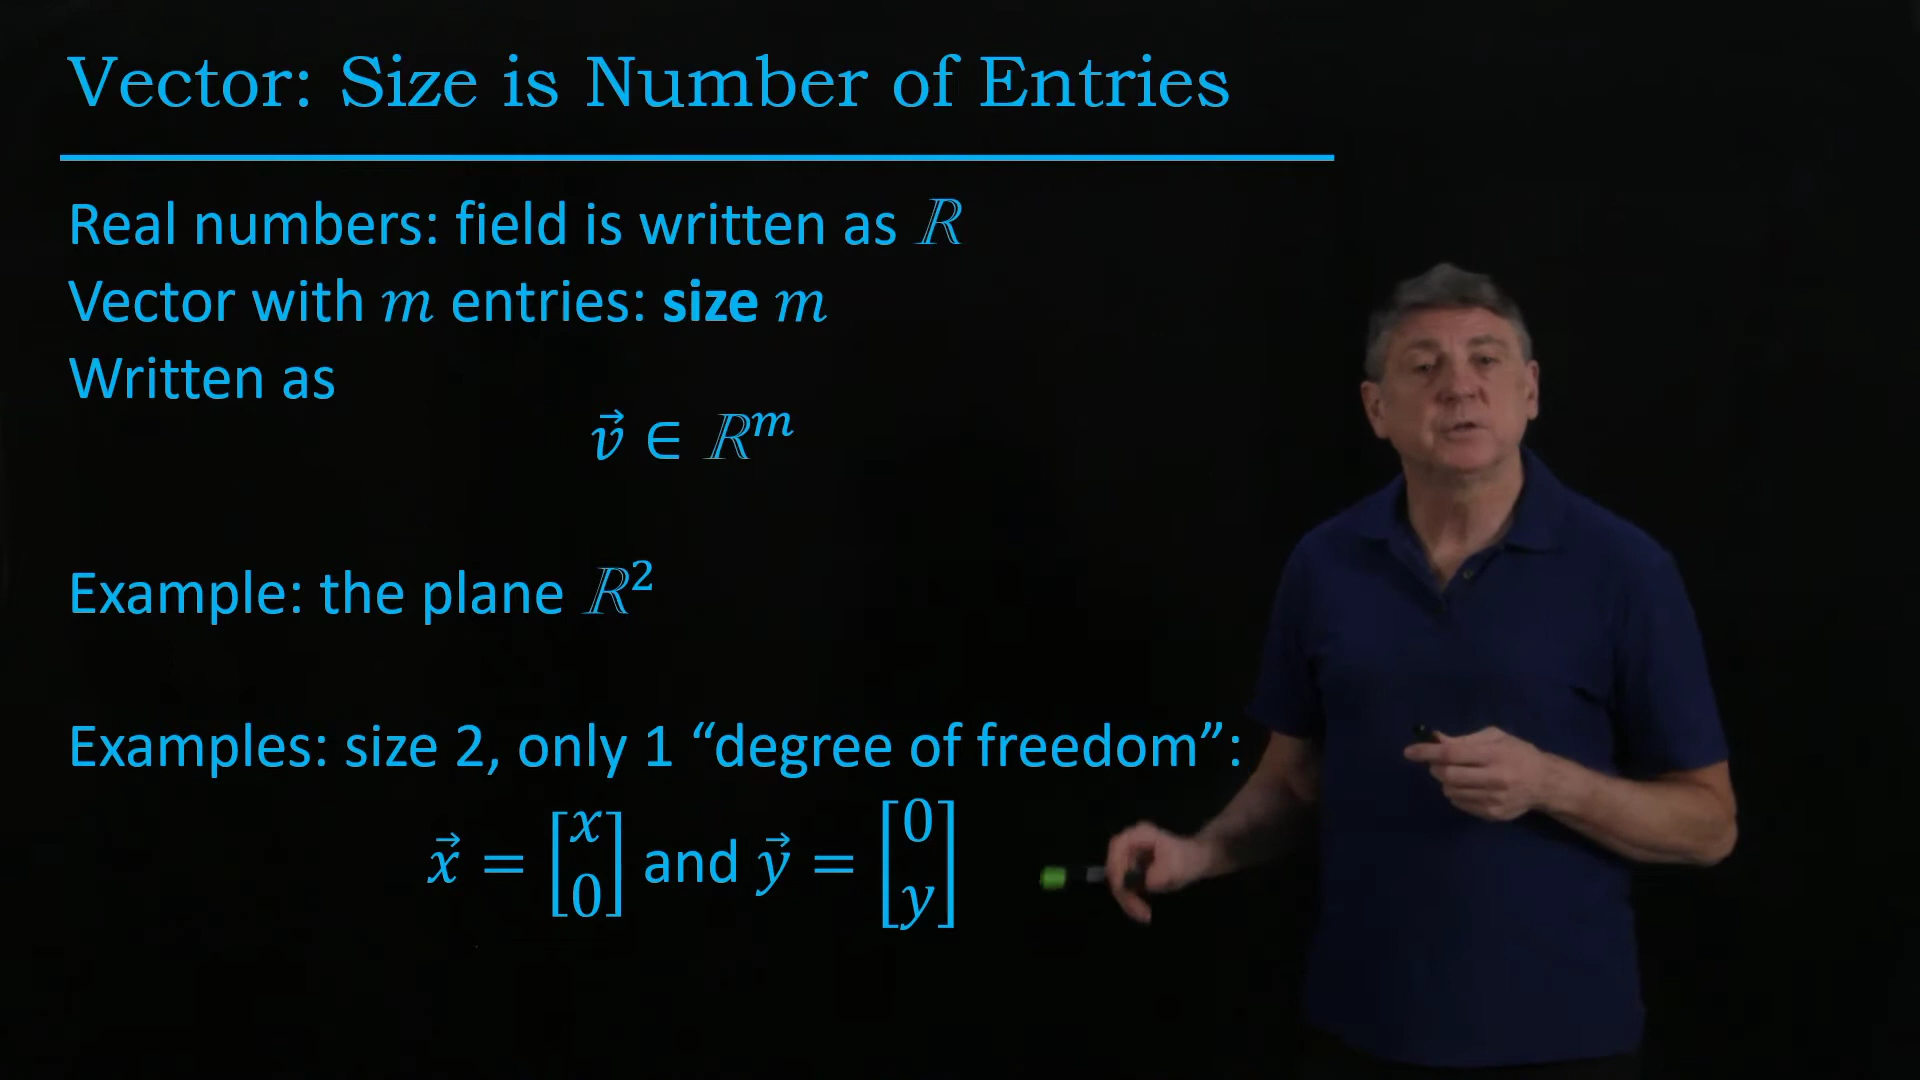 Vector: Size is Number of Entries
Real numbers: field is written as ℝ
Vector with m entries: size m
Written as
v⃗ ∈ ℝᵐ
Example: the plane ℝ²
Examples: size 2, only 1 “degree of freedom”:
x⃗ = [x 0] and y⃗ = [0 y]